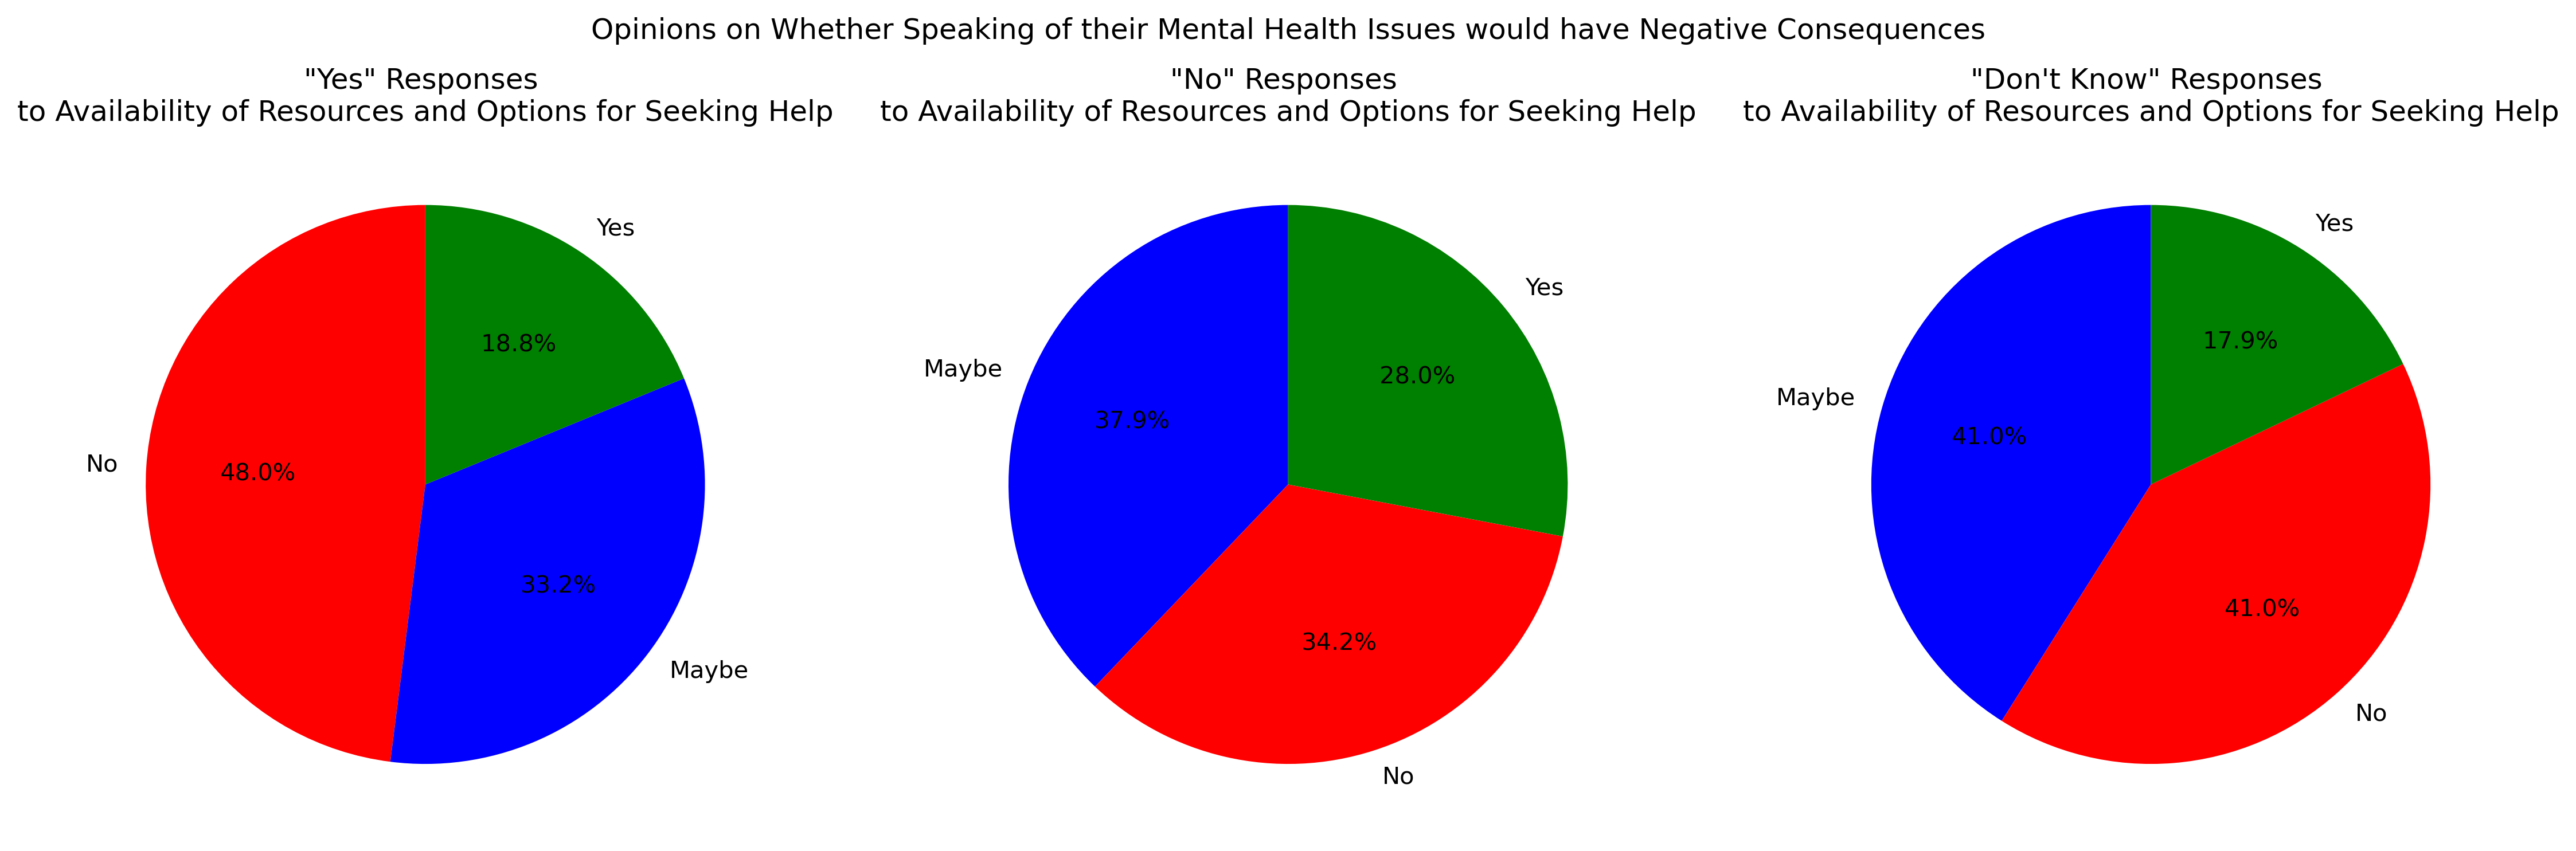 Opinions on Whether Speaking of their Mental Health Issues would have Negative Consequences
"Yes" Responses
to Availability of Resources and Options for Seeking Help
Yes
18.8%
No
48.0%
33.2%
Maybe
"No" Responses
to Availability of Resources and Options for Seeking Help
Yes
Maybe
28.0%
37.9%
34.2%
No
"Don't Know" Responses
to Availability of Resources and Options for Seeking Help
Yes
17.9%
Maybe
41.0%
41.0%
No